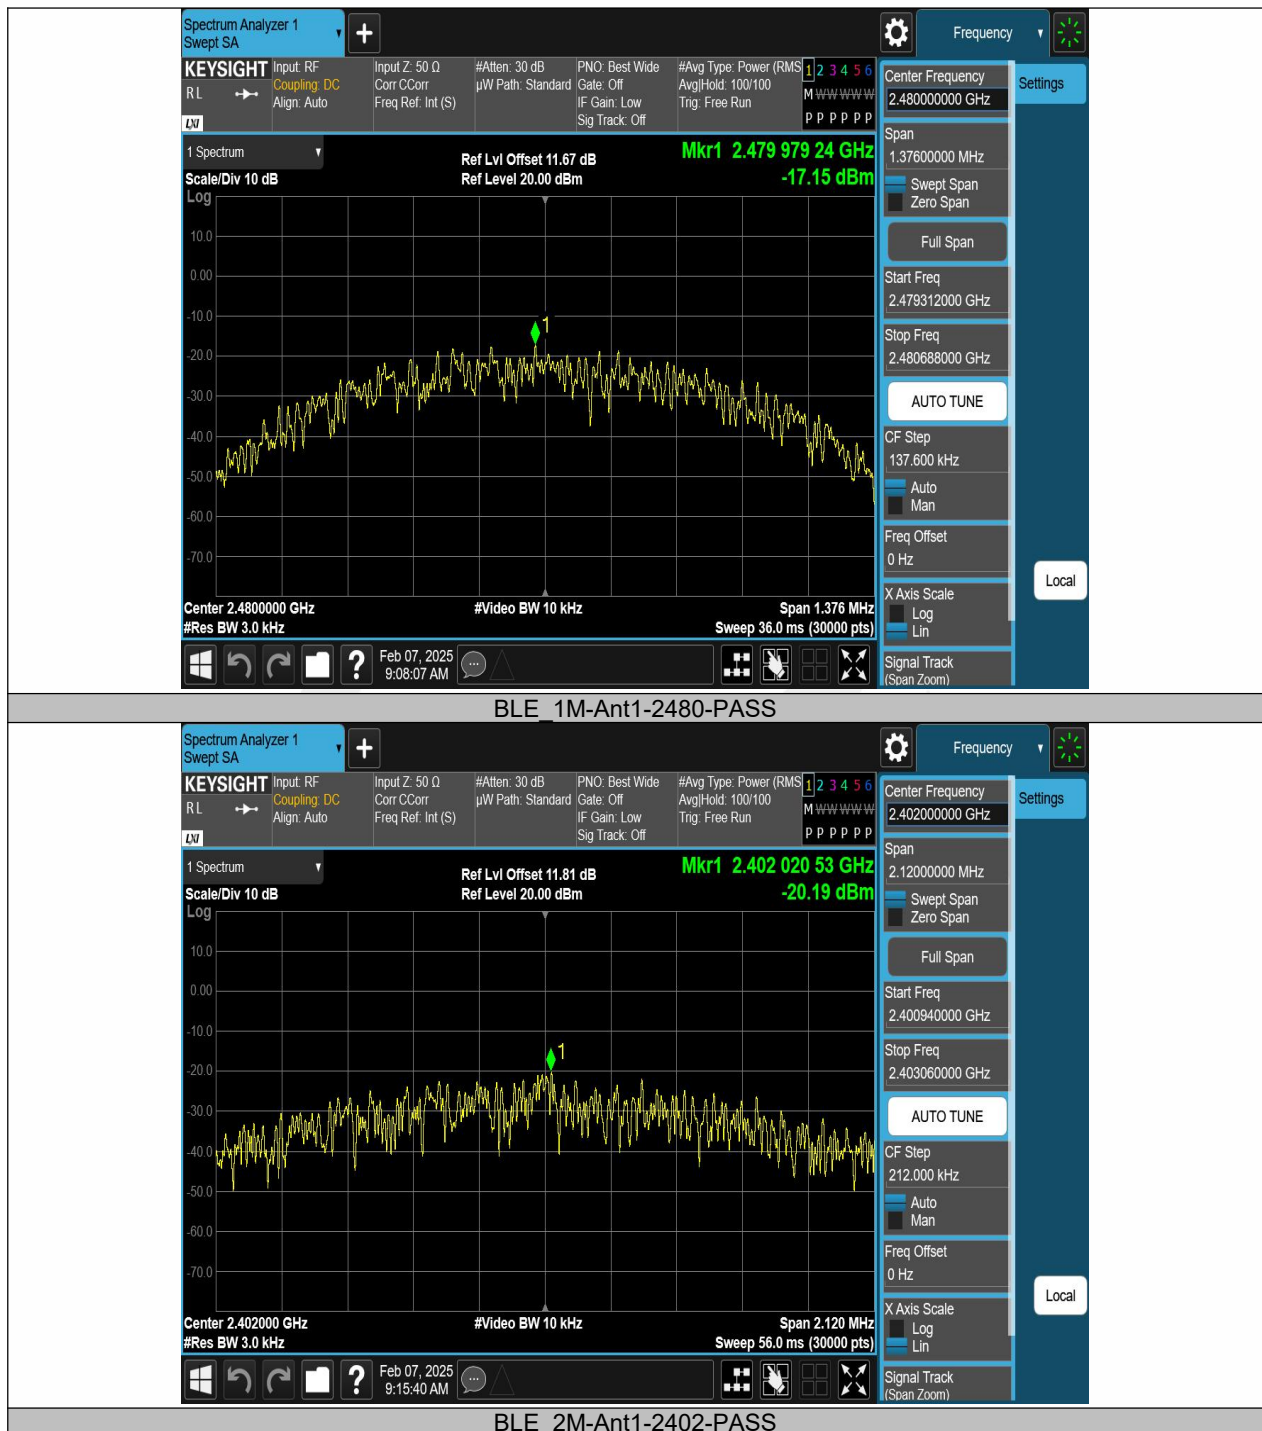 Spectrum Analyzer 1
Swept SA
Frequency
KEYSIGHT
R L
LXI
Input: RF
Coupling: DC
Align: Auto
Input Z: 50 Ω
Corr CCorr
Freq Ref: Int (S)
#Atten: 30 dB
µW Path: Standard
PNO: Best Wide
Gate: Off
IF Gain: Low
Sig Track: Off
#Avg Type: Power (RMS
Avg|Hold: 100/100
Trig: Free Run
1 2 3 4 5 6
M W W W W W
P P P P P P
1 Spectrum
Scale/Div 10 dB
Log
Ref Lvl Offset 11.67 dB
Ref Level 20.00 dBm
Mkr1 2.479 979 24 GHz
-17.15 dBm
10.0
0.00
-10.0
-20.0
-30.0
-40.0
-50.0
-60.0
-70.0
1
Center 2.4800000 GHz
#Res BW 3.0 kHz
#Video BW 10 kHz
Span 1.376 MHz
Sweep 36.0 ms (30000 pts)
?
Feb 07, 2025
9:08:07 AM
Center Frequency
2.480000000 GHz
Settings
Span
1.37600000 MHz
Swept Span
Zero Span
Full Span
Start Freq
2.479312000 GHz
Stop Freq
2.480688000 GHz
AUTO TUNE
CF Step
137.600 kHz
Auto
Man
Freq Offset
0 Hz
X Axis Scale
Log
Lin
Local
Signal Track
(Span Zoom)
BLE_1M-Ant1-2480-PASS
Spectrum Analyzer 1
Swept SA
Frequency
KEYSIGHT
R L
LXI
Input: RF
Coupling: DC
Align: Auto
Input Z: 50 Ω
Corr CCorr
Freq Ref: Int (S)
#Atten: 30 dB
µW Path: Standard
PNO: Best Wide
Gate: Off
IF Gain: Low
Sig Track: Off
#Avg Type: Power (RMS
Avg|Hold: 100/100
Trig: Free Run
1 2 3 4 5 6
M W W W W W
P P P P P P
1 Spectrum
Scale/Div 10 dB
Log
Ref Lvl Offset 11.81 dB
Ref Level 20.00 dBm
Mkr1 2.402 020 53 GHz
-20.19 dBm
10.0
0.00
-10.0
-20.0
-30.0
-40.0
-50.0
-60.0
-70.0
1
Center 2.402000 GHz
#Res BW 3.0 kHz
#Video BW 10 kHz
Span 2.120 MHz
Sweep 56.0 ms (30000 pts)
?
Feb 07, 2025
9:15:40 AM
Center Frequency
2.402000000 GHz
Settings
Span
2.12000000 MHz
Swept Span
Zero Span
Full Span
Start Freq
2.400940000 GHz
Stop Freq
2.403060000 GHz
AUTO TUNE
CF Step
212.000 kHz
Auto
Man
Freq Offset
0 Hz
X Axis Scale
Log
Lin
Local
Signal Track
(Span Zoom)
BLE_2M-Ant1-2402-PASS